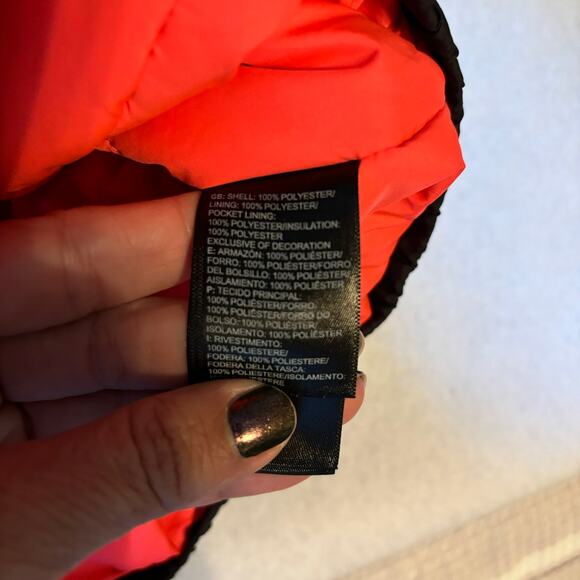 GB: SHELL: 100% POLYESTER/
LINING: 100% POLYESTER/
POCKET LINING:
100% POLYESTER/INSULATION:
100% POLYESTER
EXCLUSIVE OF DECORATION
E: ARMAZÓN: 100% POLIÉSTER/
FORRO: 100% POLIÉSTER/FORRO
DEL BOLSILLO: 100% POLIÉSTER/
AISLAMIENTO: 100% POLIÉSTER
P: TECIDO PRINCIPAL:
100% POLIÉSTER/
FORRO: 100% POLIÉSTER/FORRO DO
BOLSO: 100% POLIÉSTER/
ISOLAMENTO: 100% POLIÉSTER
I: RIVESTIMENTO:
100% POLIESTERE/
FODERA: 100% POLIESTERE/
FODERA DELLA TASCA:
100% POLIESTERE/ISOLAMENTO: